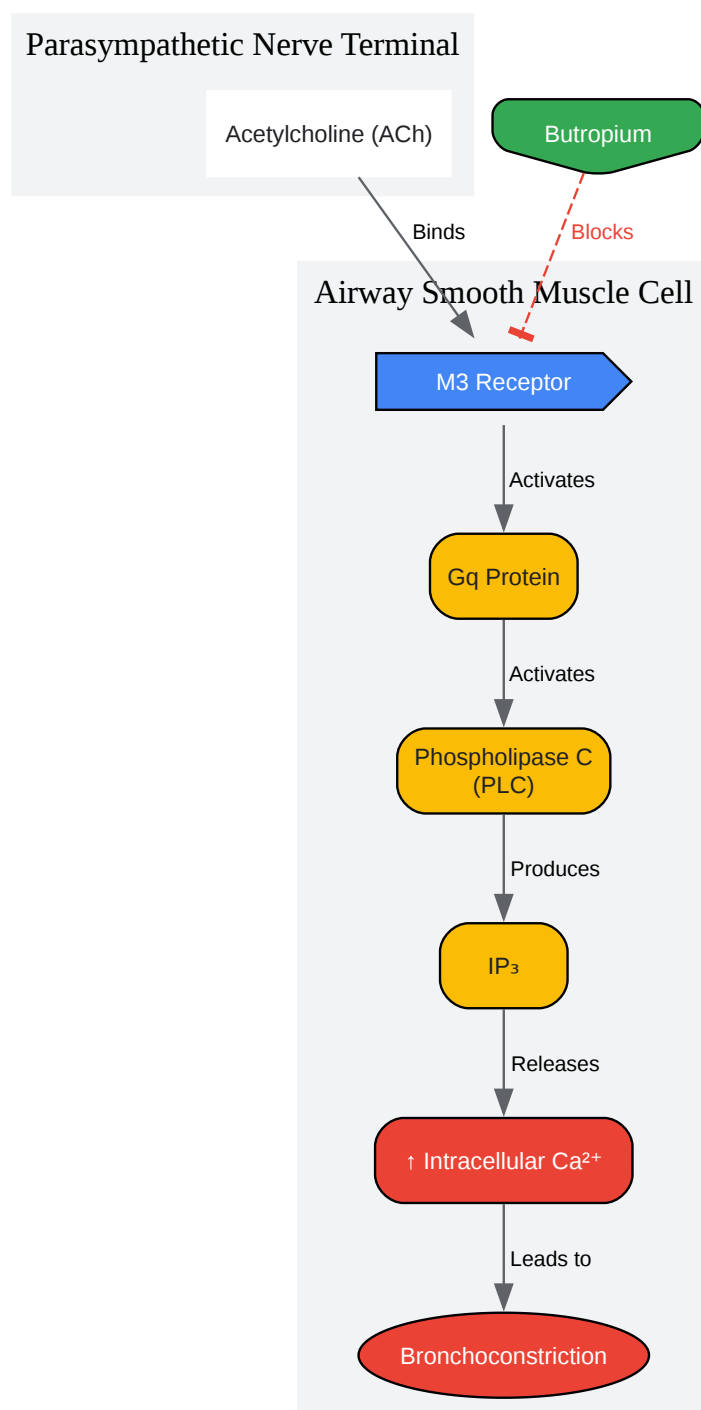 Parasympathetic Nerve Terminal
Acetylcholine (ACh)
Butropium
Binds
Blocks
Airway Smooth Muscle Cell
M3 Receptor
Activates
Gq Protein
Activates
Phospholipase C
(PLC)
Produces
IP₃
Releases
↑ Intracellular Ca²⁺
Leads to
Bronchoconstriction